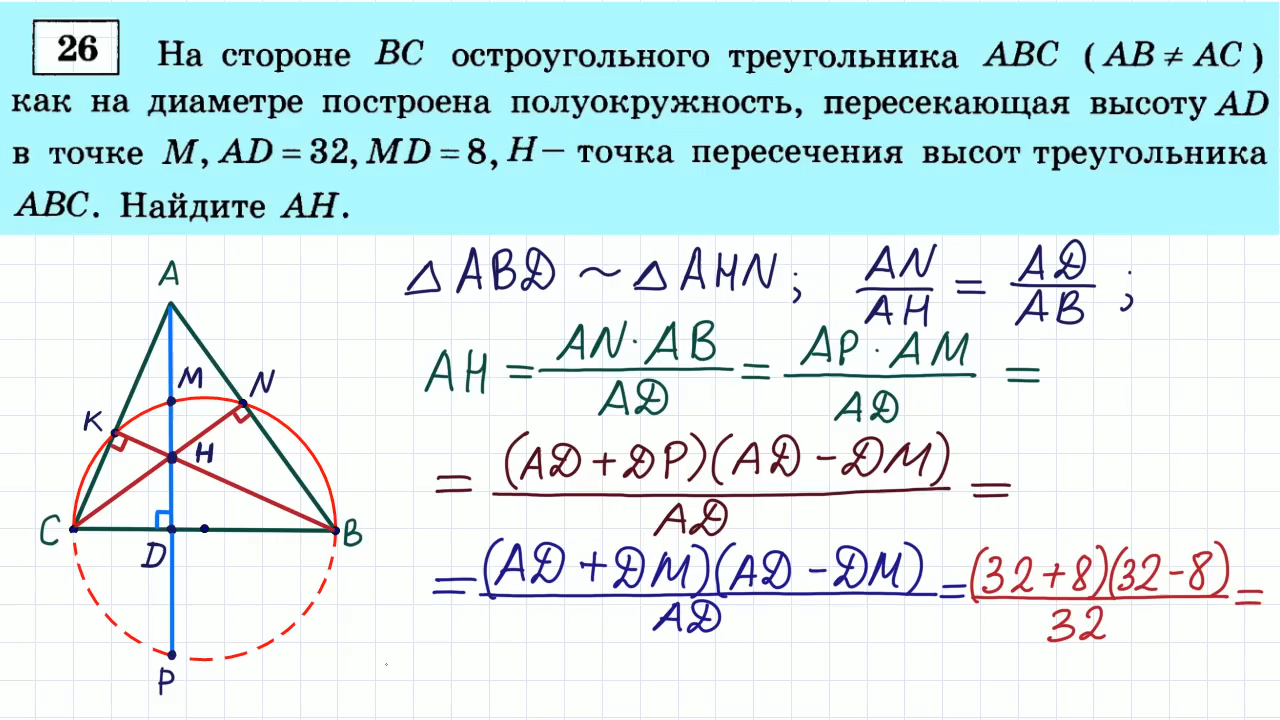 26 На стороне BC остроугольного треугольника ABC ( AB ≠ AC )
как на диаметре построена полуокружность, пересекающая высоту AD
в точке M, AD = 32, MD = 8, H — точка пересечения высот треугольника
ABC. Найдите AH.
△ABD ~ △AHN; AN/AH = AD/AB;
AH = AN·AB/AD = AP·AM/AD =
= (AD+DP)(AD-DM)/AD =
= (AD+DM)(AD-DM)/AD = (32+8)(32-8)/32 =
A
M
N
K
H
C
D
B
P